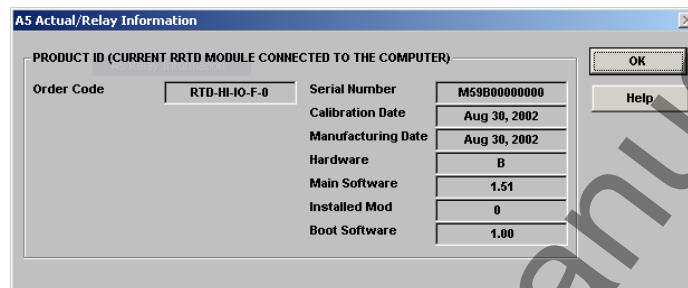 A5 Actual/Relay Information
PRODUCT ID (CURRENT RRTD MODULE CONNECTED TO THE COMPUTER)
OK
Order Code RTD-HI-IO-F-0 Serial Number M59B00000000
Help
Calibration Date Aug 30, 2002
Manufacturing Date Aug 30, 2002
Hardware B
Main Software 1.51
Installed Mod 0
Boot Software 1.00